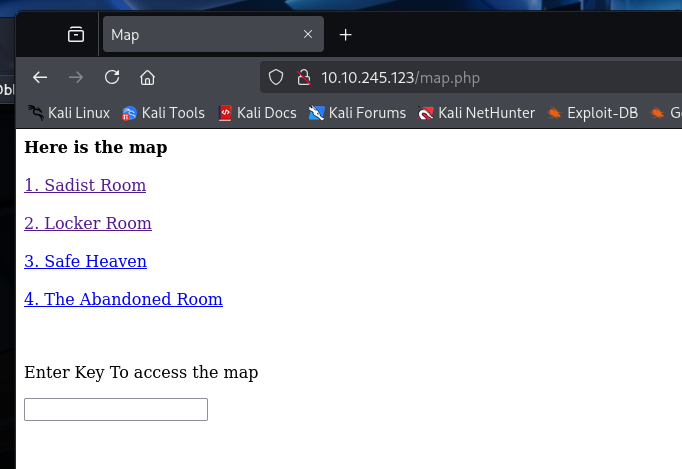 Map
10.10.245.123/map.php
Kali Linux Kali Tools Kali Docs Kali Forums Kali NetHunter Exploit-DB
Here is the map
1. Sadist Room
2. Locker Room
3. Safe Heaven
4. The Abandoned Room
Enter Key To access the map